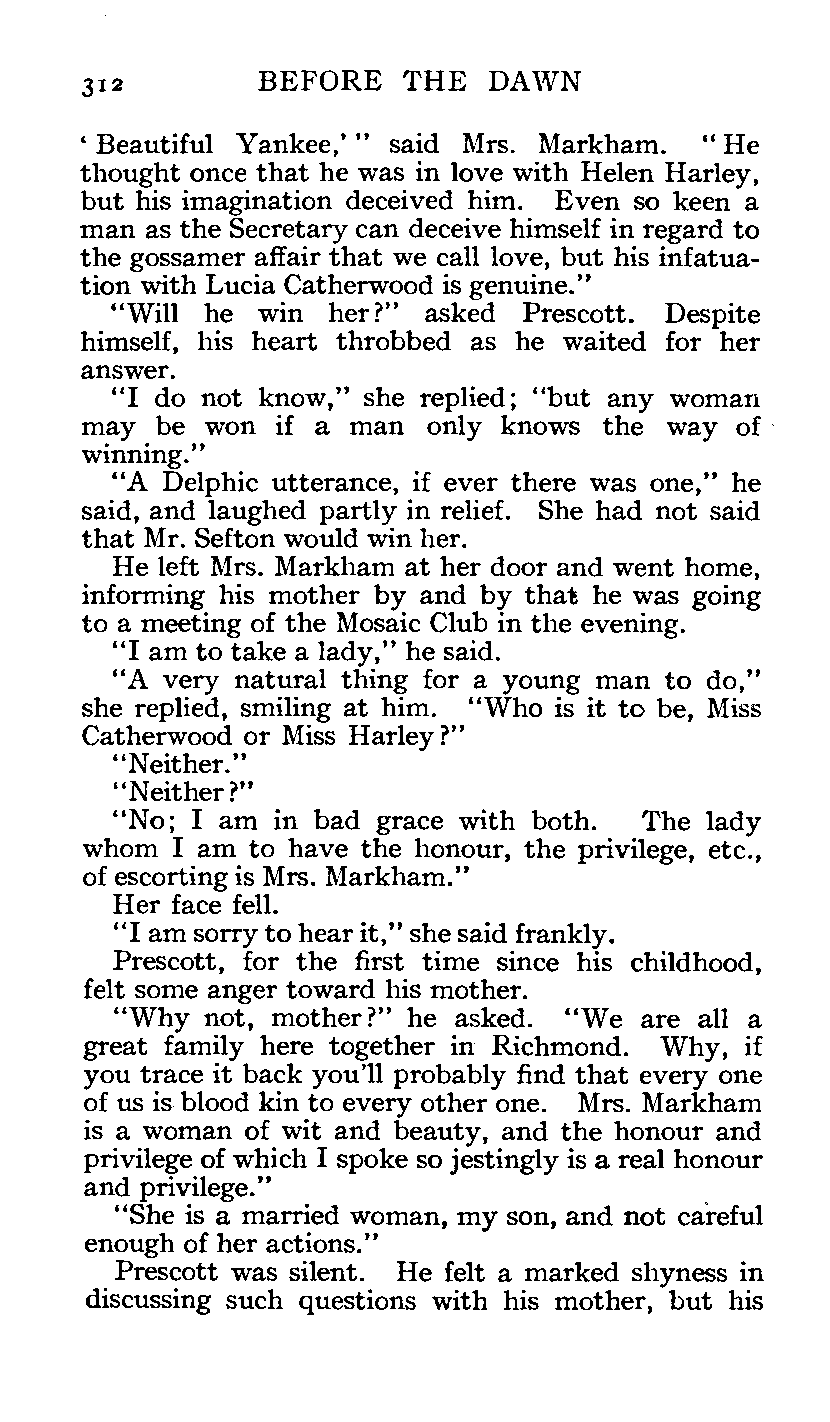 312 BEFORE THE DAWN
‘ Beautiful Yankee,’ ” said Mrs. Markham. “ He
thought once that he was in love with Helen Harley,
but his imagination deceived him. Even so keen a
man as the Secretary can deceive himself in regard to
the gossamer affair that we call love, but his infatua-
tion with Lucia Catherwood is genuine.”
“Will he win her?” asked Prescott. Despite
himself, his heart throbbed as he waited for her
answer.
“I do not know,” she replied; “but any woman
may be won if a man only knows the way of
winning.”
“A Delphic utterance, if ever there was one,” he
said, and laughed partly in relief. She had not said
that Mr. Sefton would win her.
He left Mrs. Markham at her door and went home,
informing his mother by and by that he was going
to a meeting of the Mosaic Club in the evening.
“I am to take a lady,” he said.
“A very natural thing for a young man to do,”
she replied, smiling at him. “Who is it to be, Miss
Catherwood or Miss Harley?”
“Neither.”
“Neither?”
“No; I am in bad grace with both. The lady
whom I am to have the honour, the privilege, etc.,
of escorting is Mrs. Markham.”
Her face fell.
“I am sorry to hear it,” she said frankly.
Prescott, for the first time since his childhood,
felt some anger toward his mother.
“Why not, mother?” he asked. “We are all a
great family here together in Richmond. Why, if
you trace it back you’ll probably find that every one
of us is blood kin to every other one. Mrs. Markham
is a woman of wit and beauty, and the honour and
privilege of which I spoke so jestingly is a real honour
and privilege.”
“She is a married woman, my son, and not careful
enough of her actions.”
Prescott was silent. He felt a marked shyness in
discussing such questions with his mother, but his